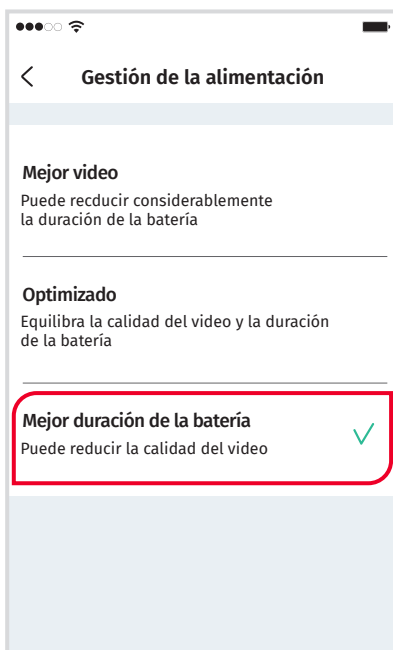 Gestión de la alimentación
Mejor video
Puede recducir considerablemente
la duración de la batería
Optimizado
Equilibra la calidad del video y la duración
de la batería
Mejor duración de la batería
Puede reducir la calidad del video